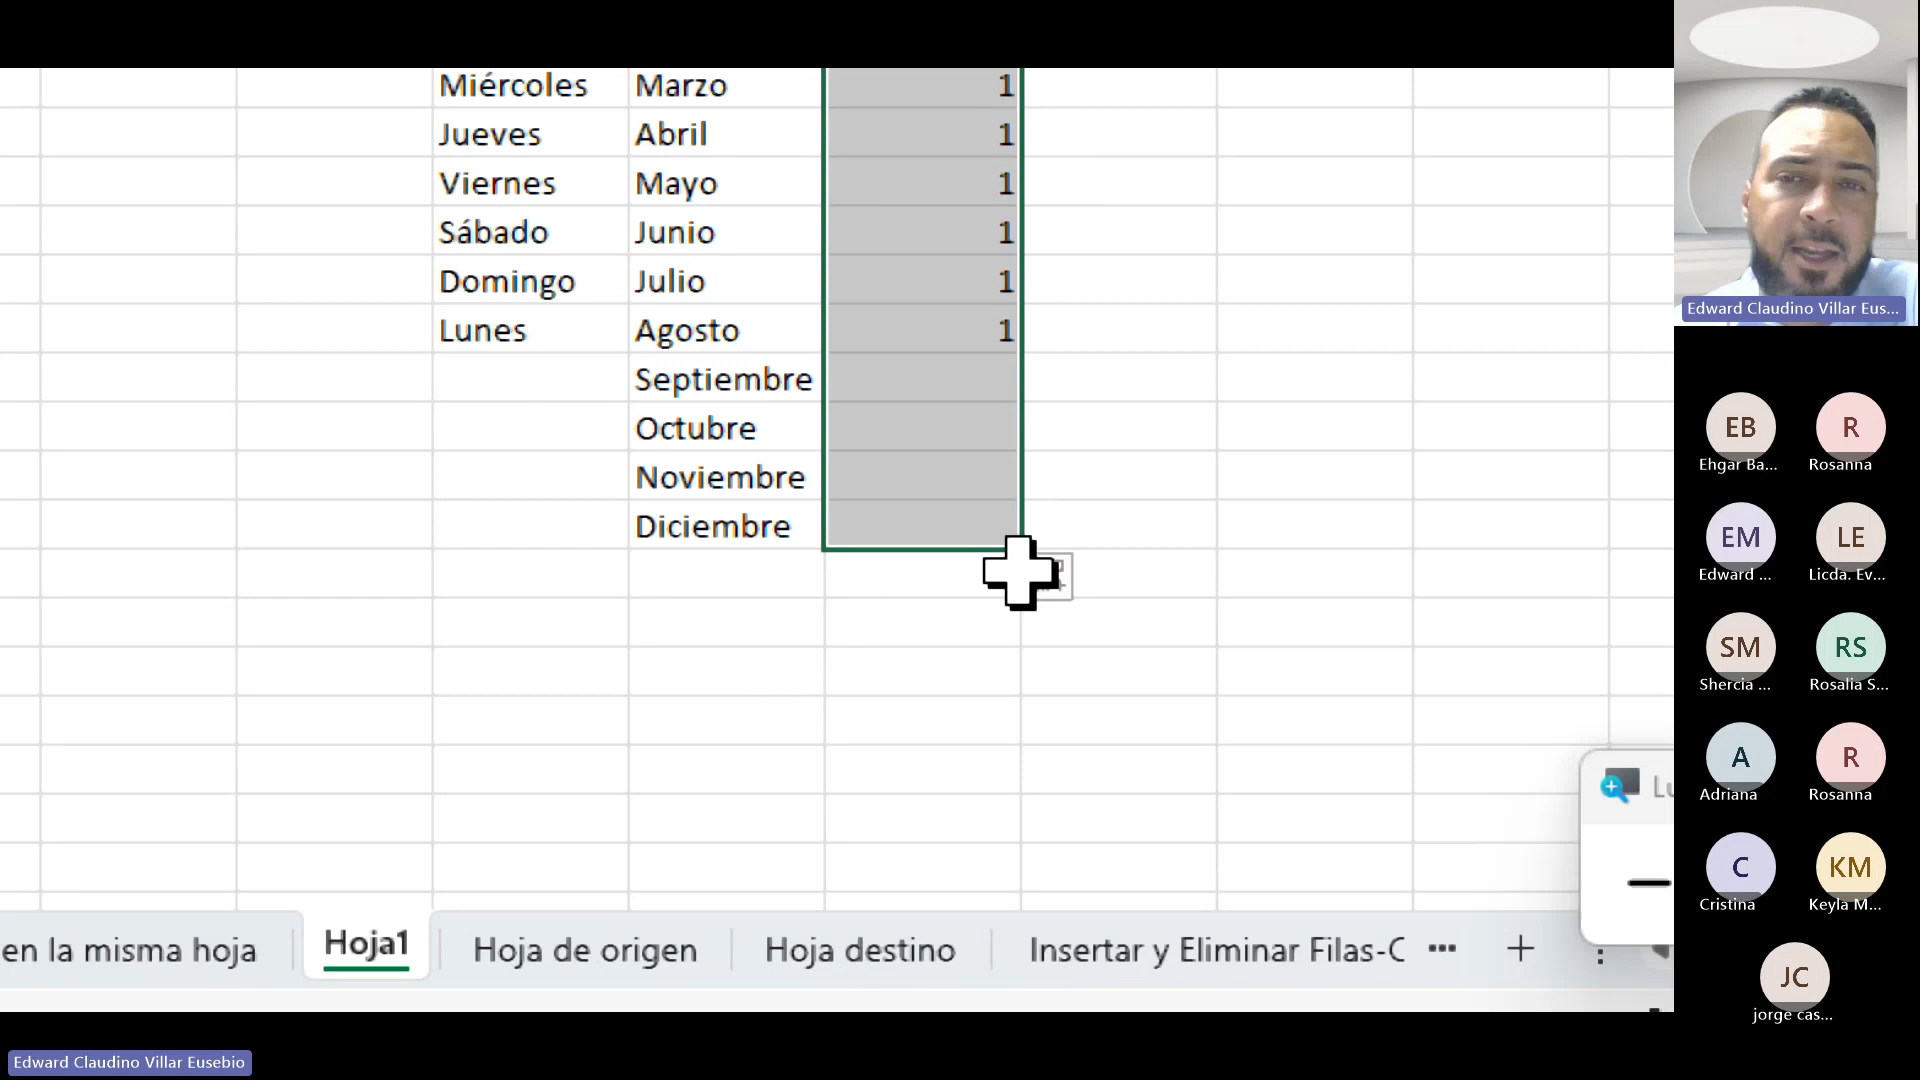 Miércoles Marzo 1
Jueves Abril 1
Viernes Mayo 1
Sábado Junio 1
Domingo Julio 1
Lunes Agosto 1
Septiembre
Octubre
Noviembre
Diciembre
en la misma hoja Hoja1 Hoja de origen Hoja destino Insertar y Eliminar Filas-C ••• +
Edward Claudino Villar Eusebio
Edward Claudino Villar Eus...
EB R
Ehgar Ba... Rosanna
EM LE
Edward ... Licda. Ev...
SM RS
Shercia ... Rosalia S...
A R
Adriana Rosanna
C KM
Cristina Keyla M...
JC
jorge cas...